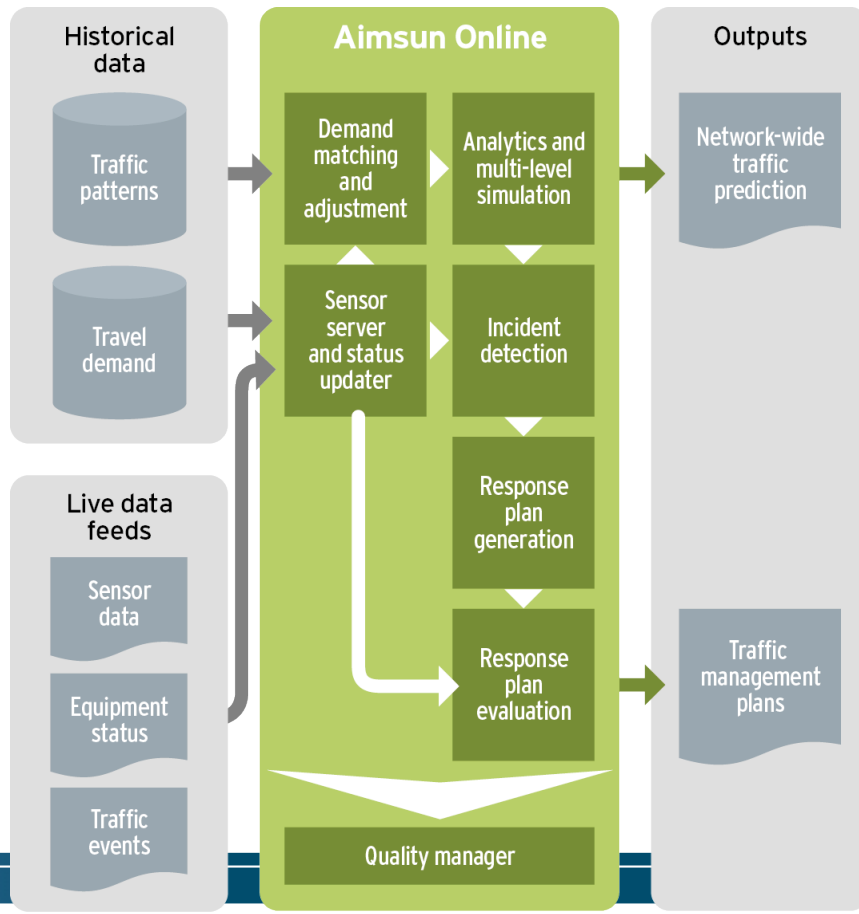 Historical
data
Traffic
patterns
Travel
demand
Live data
feeds
Sensor
data
Equipment
status
Traffic
events
Aimsun Online
Demand
matching
and
adjustment
Analytics and
multi-level
simulation
Sensor
server
and status
updater
Incident
detection
Response
plan
generation
Response
plan
evaluation
Quality manager
Outputs
Network-wide
traffic
prediction
Traffic
management
plans